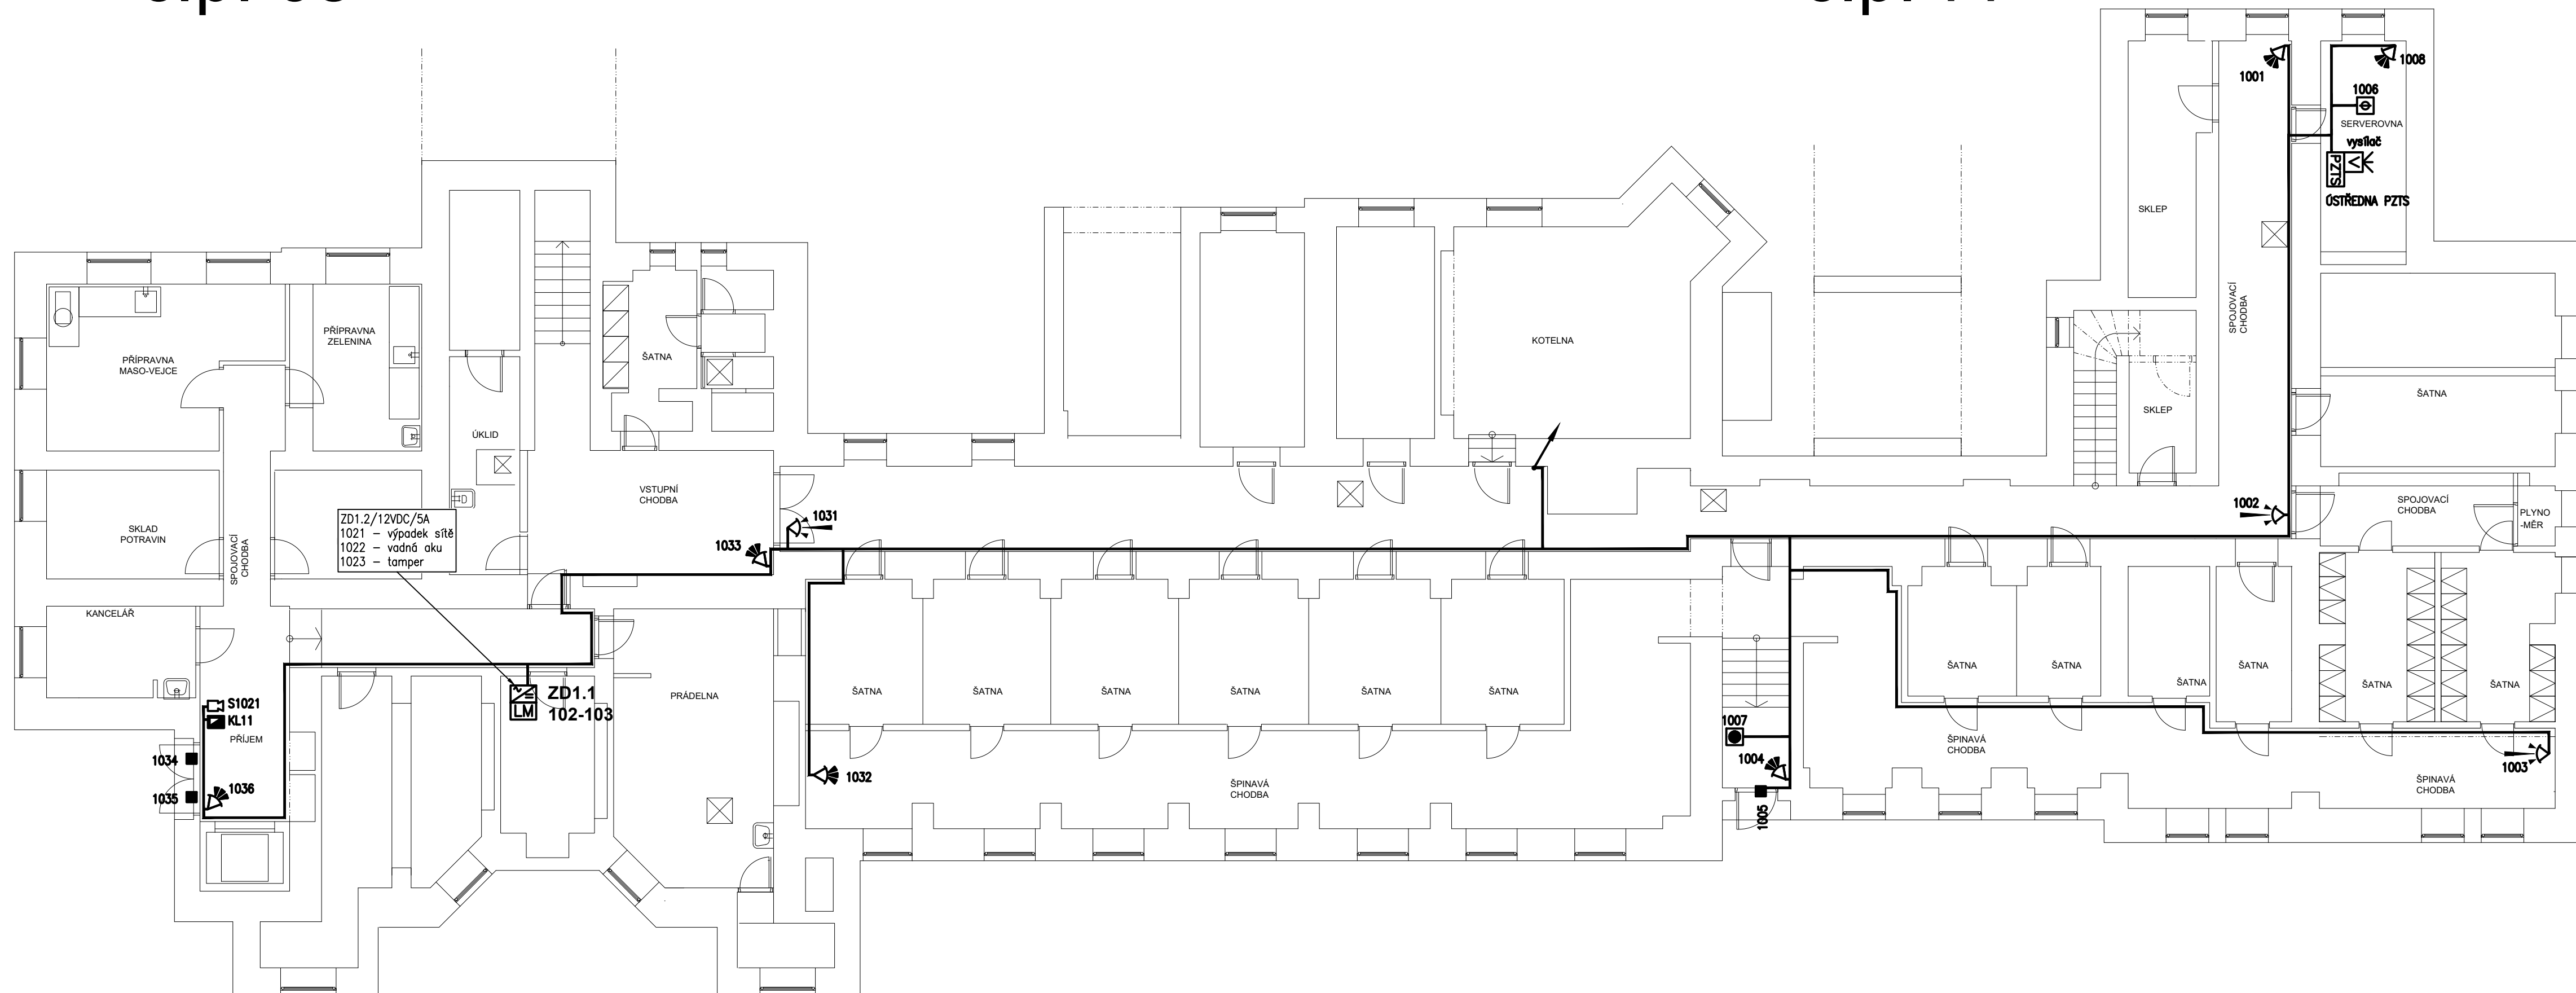 1001
1008
1006
SERVEROVNA
vysílač
PZTS
ÚSTŘEDNA PZTS
SKLEP
SPOJOVACÍ
CHODBA
PŘÍPRAVNA
MASO-VEJCE
PŘÍPRAVNA
ZELENINA
ŠATNA
KOTELNA
ŠATNA
SKLEP
ÚKLID
VSTUPNÍ
CHODBA
SKLAD
POTRAVIN
SPOJOVACÍ
CHODBA
ZD1.2/12VDC/5A
1021 – výpadek sítě
1022 – vadná aku
1023 – tamper
1031
1033
1002
SPOJOVACÍ
CHODBA
PLYNO
-MĚR
KANCELÁŘ
S1021
KL11
PŘÍJEM
1034
1035
1036
ZD1.1
102-103
LM
PRÁDELNA
ŠATNA
ŠATNA
ŠATNA
ŠATNA
ŠATNA
ŠATNA
1032
ŠPINAVÁ
CHODBA
1007
1004
1005
ŠATNA
ŠATNA
ŠATNA
ŠATNA
ŠATNA
ŠATNA
ŠPINAVÁ
CHODBA
1003
ŠPINAVÁ
CHODBA